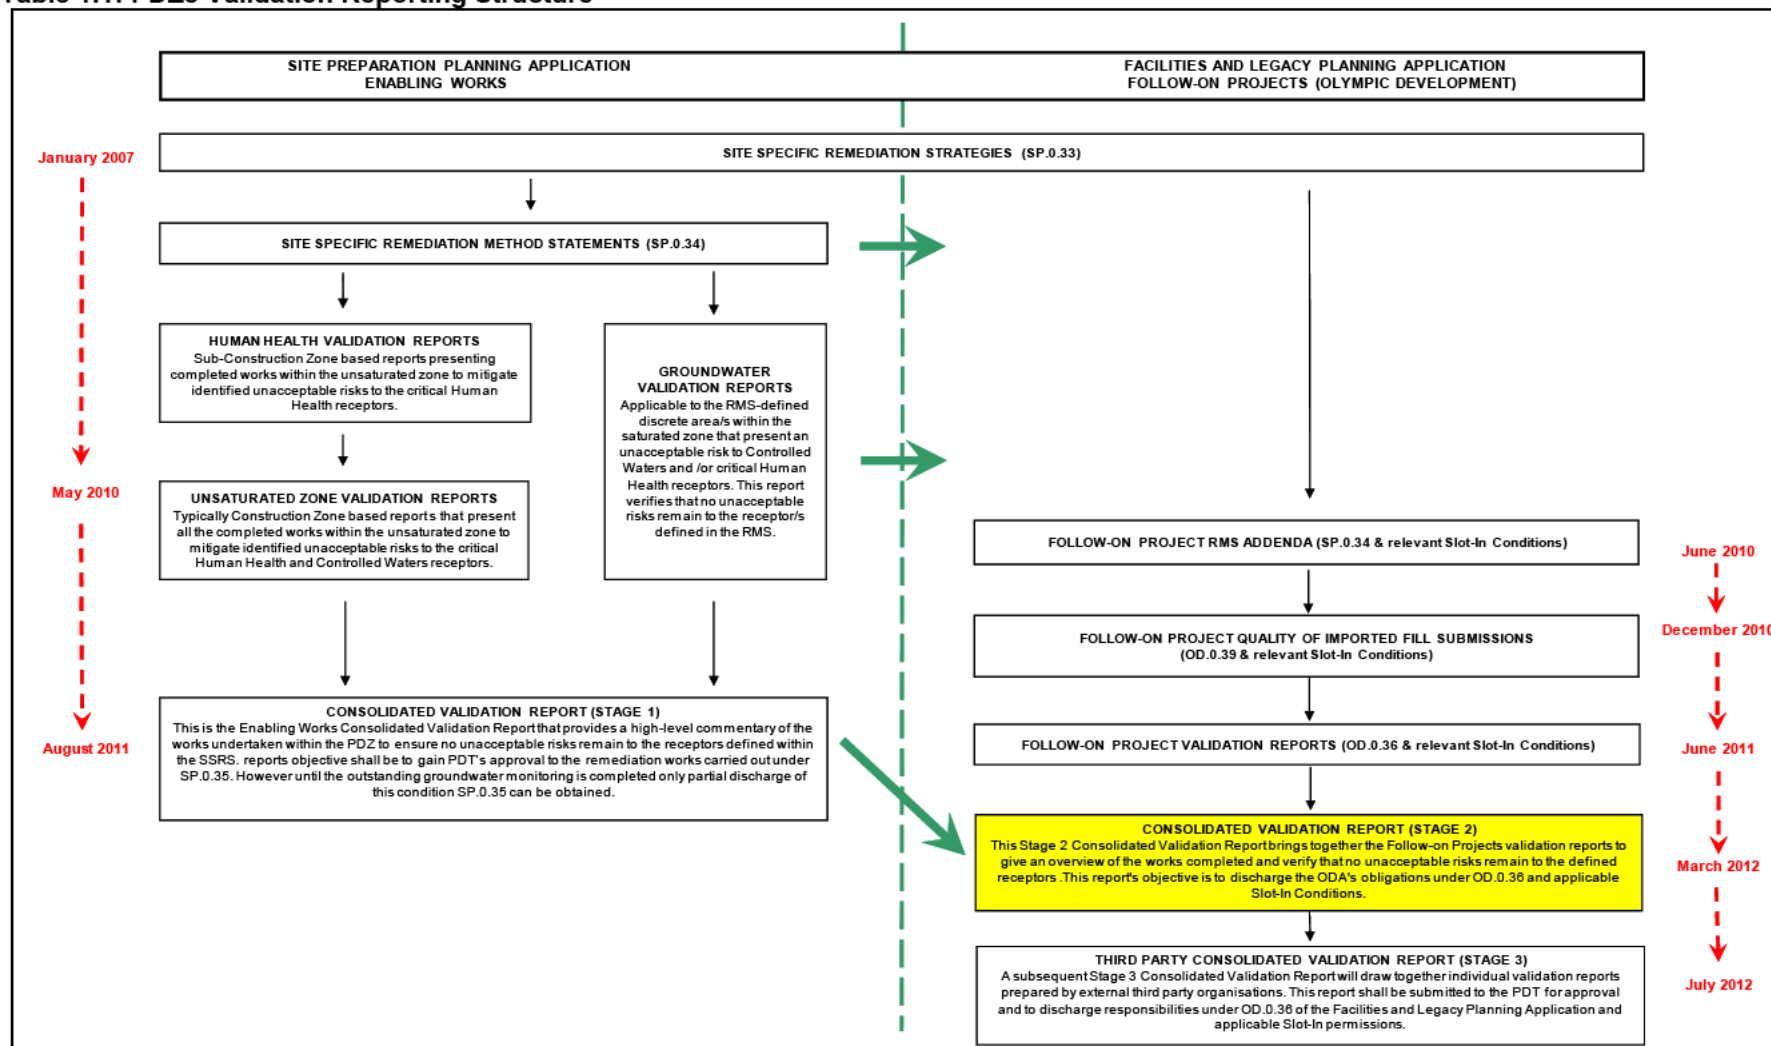 SITE PREPARATION PLANNING APPLICATION
ENABLING WORKS
FACILITIES AND LEGACY PLANNING APPLICATION
FOLLOW-ON PROJECTS (OLYMPIC DEVELOPMENT)
January 2007
SITE SPECIFIC REMEDIATION STRATEGIES (SP.0.33)
SITE SPECIFIC REMEDIATION METHOD STATEMENTS (SP.0.34)
HUMAN HEALTH VALIDATION REPORTS
Sub-Construction Zone based reports presenting
completed works within the unsaturated zone to mitigate
identified unacceptable risks to the critical Human
Health receptors.
GROUNDWATER
VALIDATION REPORTS
Applicable to the RMS-defined
discrete area/s within the
saturated zone that present an
unacceptable risk to Controlled
Waters and /or critical Human
Health receptors. This report
verifies that no unacceptable
risks remain to the receptor/s
defined in the RMS.
May 2010
UNSATURATED ZONE VALIDATION REPORTS
Typically Construction Zone based reports that present
all the completed works within the unsaturated zone to
mitigate identified unacceptable risks to the critical
Human Health and Controlled Waters receptors.
FOLLOW-ON PROJECT RMS ADDENDA (SP.0.34 & relevant Slot-In Conditions)
June 2010
FOLLOW-ON PROJECT QUALITY OF IMPORTED FILL SUBMISSIONS
(OD.0.39 & relevant Slot-In Conditions)
December 2010
August 2011
CONSOLIDATED VALIDATION REPORT (STAGE 1)
This is the Enabling Works Consolidated Validation Report that provides a high-level commentary of the
works undertaken within the PDZ to ensure no unacceptable risks remain to the receptors defined within
the SSRS. reports objective shall be to gain PDT's approval to the remediation works carried out under
SP.0.35. However until the outstanding groundwater monitoring is completed only partial discharge of
this condition SP.0.35 can be obtained.
FOLLOW-ON PROJECT VALIDATION REPORTS (OD.0.36 & relevant Slot-In Conditions)
June 2011
CONSOLIDATED VALIDATION REPORT (STAGE 2)
This Stage 2 Consolidated Validation Report brings together the Follow-on Projects validation reports to
give an overview of the works completed and verify that no unacceptable risks remain to the defined
receptors .This report's objective is to discharge the ODA's obligations under OD.0.36 and applicable
Slot-In Conditions.
March 2012
THIRD PARTY CONSOLIDATED VALIDATION REPORT (STAGE 3)
A subsequent Stage 3 Consolidated Validation Report will draw together individual validation reports
prepared by external third party organisations. This report shall be submitted to the PDT for approval
and to discharge responsibilities under OD.0.36 of the Facilities and Legacy Planning Application and
applicable Slot-In permissions.
July 2012